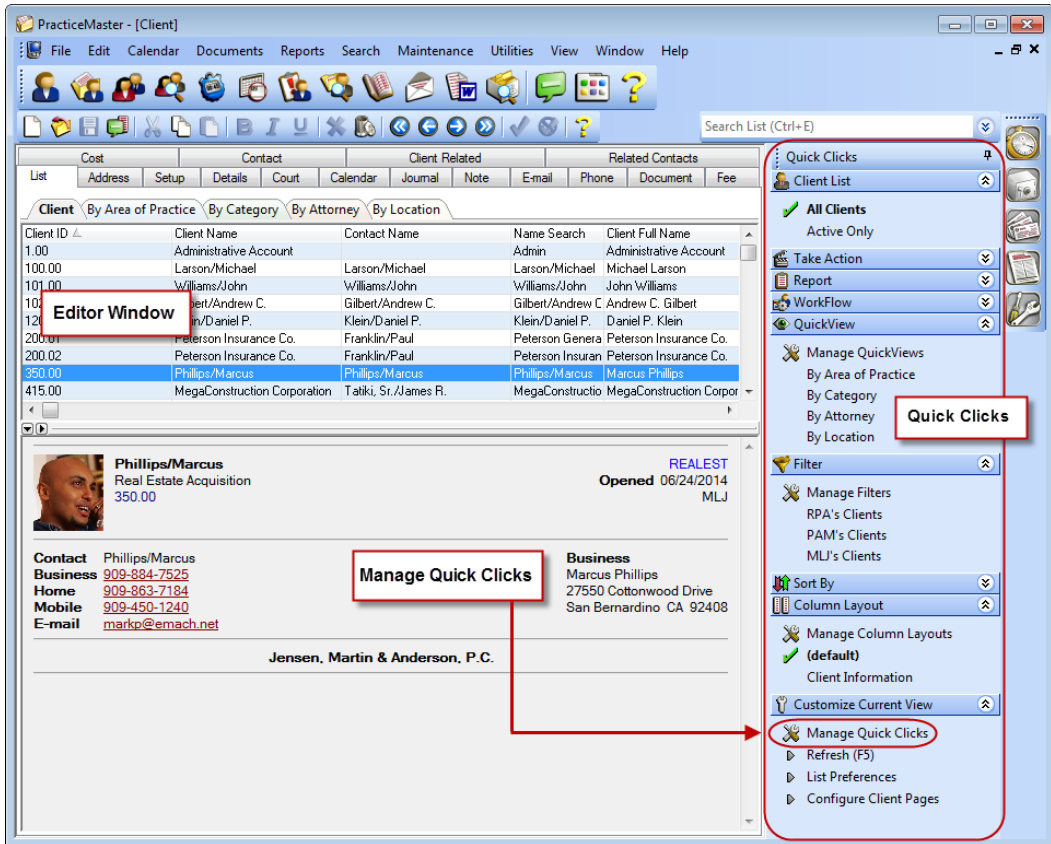 PracticeMaster - [Client]
File Edit Calendar Documents Reports Search Maintenance Utilities View Window Help
Search List (Ctrl+E)
Cost Contact Client Related Related Contacts
List Address Setup Details Court Calendar Journal Note E-mail Phone Document Fee
Client By Area of Practice By Category By Attorney By Location
Client ID Client Name Contact Name Name Search Client Full Name
1.00 Administrative Account Admin Administrative Account
100.00 Larson/Michael Larson/Michael Larson/Michael Michael Larson
101.00 Williams/John Williams/John Williams/John John Williams
Gilbert/Andrew C. Gilbert/Andrew C Andrew C. Gilbert
Klein/Daniel P. Klein/Daniel P. Daniel P. Klein
Editor Window
200.01 Peterson Insurance Co. Franklin/Paul Peterson Genera Peterson Insurance Co.
200.02 Peterson Insurance Co. Franklin/Paul Peterson Insuran Peterson Insurance Co.
350.00 Phillips/Marcus Phillips/Marcus Phillips/Marcus Marcus Phillips
415.00 MegaConstruction Corporation Tatiki, Sr./James R. MegaConstructio MegaConstruction Corpor
Phillips/Marcus REALEST
Real Estate Acquisition Opened 06/24/2014
350.00 MLJ
Contact Phillips/Marcus Business
Business 909-884-7525 Marcus Phillips
Home 909-863-7184 27550 Cottonwood Drive
Mobile 909-450-1240 San Bernardino CA 92408
E-mail markp@emach.net
Manage Quick Clicks
Jensen, Martin & Anderson, P.C.
Quick Clicks
Client List
All Clients
Active Only
Take Action
Report
WorkFlow
QuickView
Manage QuickViews
By Area of Practice
By Category
By Attorney
By Location
Quick Clicks
Filter
Manage Filters
RPA's Clients
PAM's Clients
MLJ's Clients
Sort By
Column Layout
Manage Column Layouts
(default)
Client Information
Customize Current View
Manage Quick Clicks
Refresh (F5)
List Preferences
Configure Client Pages